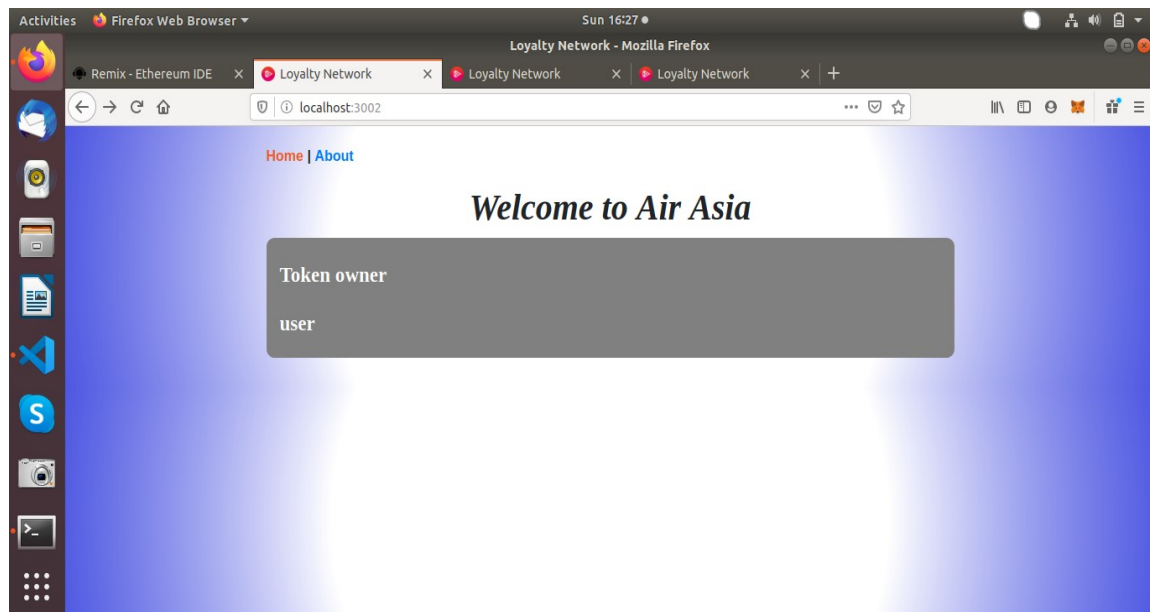 Activities Firefox Web Browser Sun 16:27
Loyalty Network - Mozilla Firefox
Remix - Ethereum IDE Loyalty Network Loyalty Network Loyalty Network
localhost:3002
Home | About
Welcome to Air Asia
Token owner
user